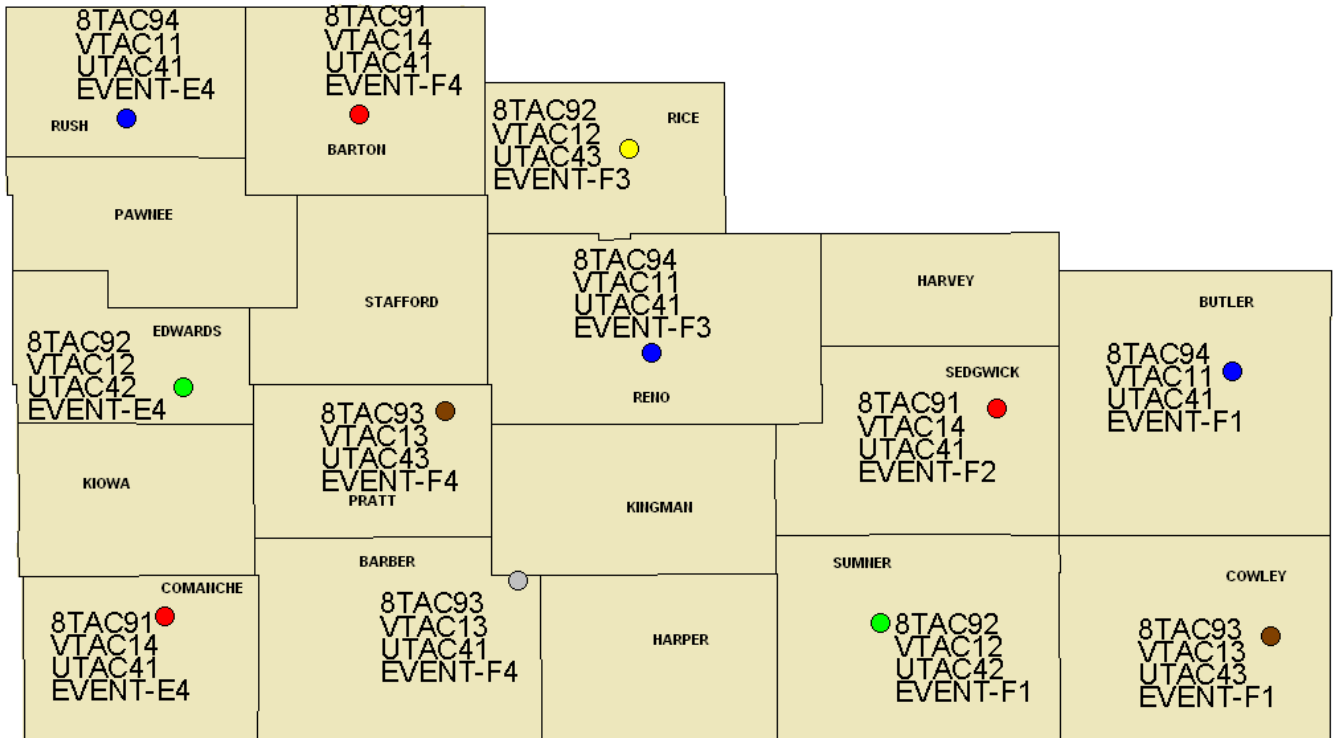 8TAC94
VTAC11
UTAC41
EVENT-E4
RUSH
8TAC91
VTAC14
UTAC41
EVENT-F4
BARTON
8TAC92
VTAC12
UTAC43
EVENT-F3
RICE
PAWNEE
STAFFORD
8TAC94
VTAC11
UTAC41
EVENT-F3
RENO
HARVEY
BUTLER
8TAC94
VTAC11
UTAC41
EVENT-F1
EDWARDS
8TAC92
VTAC12
UTAC42
EVENT-E4
8TAC93
VTAC13
UTAC43
EVENT-F4
PRATT
SEDGWICK
8TAC91
VTAC14
UTAC41
EVENT-F2
KIOWA
KINGMAN
COMANCHE
8TAC91
VTAC14
UTAC41
EVENT-E4
BARBER
8TAC93
VTAC13
UTAC41
EVENT-F4
HARPER
SUMNER
8TAC92
VTAC12
UTAC42
EVENT-F1
COWLEY
8TAC93
VTAC13
UTAC43
EVENT-F1